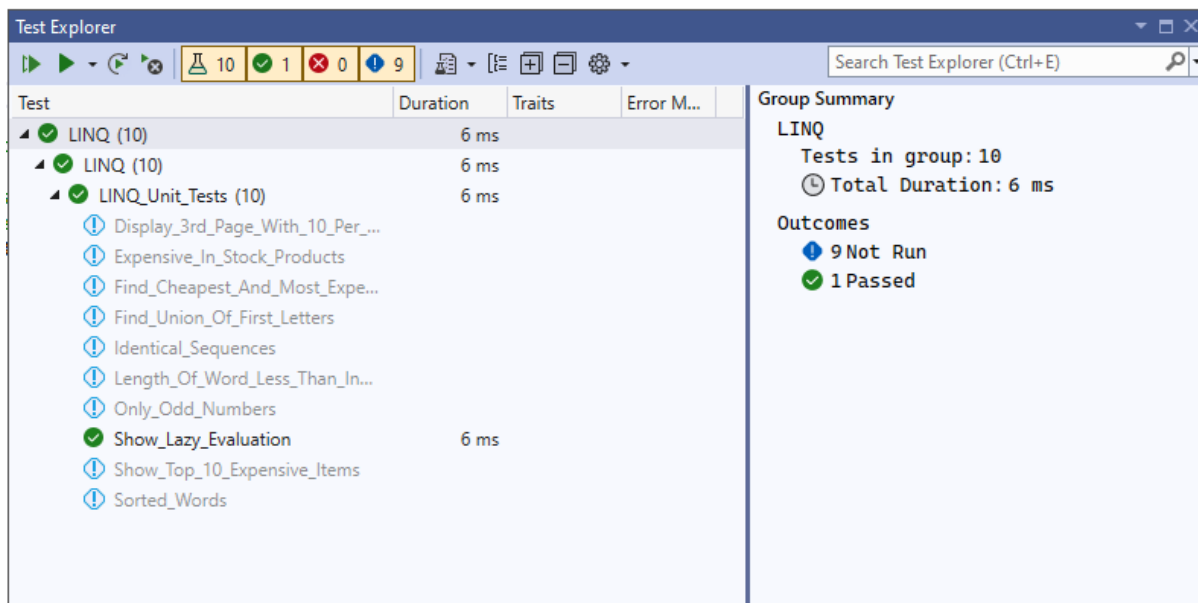 Test Explorer
10 1 0 9
Search Test Explorer (Ctrl+E)
Test Duration Traits Error M...
LINQ (10) 6 ms
LINQ (10) 6 ms
LINQ_Unit_Tests (10) 6 ms
Display_3rd_Page_With_10_Per_...
Expensive_In_Stock_Products
Find_Cheapest_And_Most_Expe...
Find_Union_Of_First_Letters
Identical_Sequences
Length_Of_Word_Less_Than_In...
Only_Odd_Numbers
Show_Lazy_Evaluation 6 ms
Show_Top_10_Expensive_Items
Sorted_Words
Group Summary
LINQ
Tests in group: 10
Total Duration: 6 ms
Outcomes
9 Not Run
1 Passed